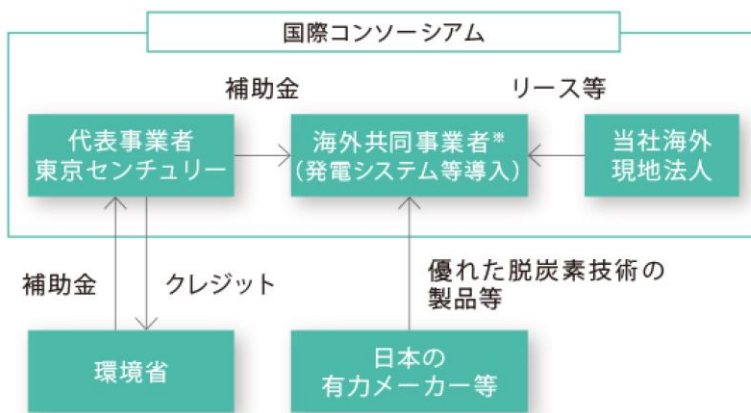 国際コンソーシアム
補助金
リース等
代表事業者
東京センチュリー
海外共同事業者※
(発電システム等導入)
当社海外
現地法人
補助金
クレジット
優れた脱炭素技術の
製品等
環境省
日本の
有力メーカー等